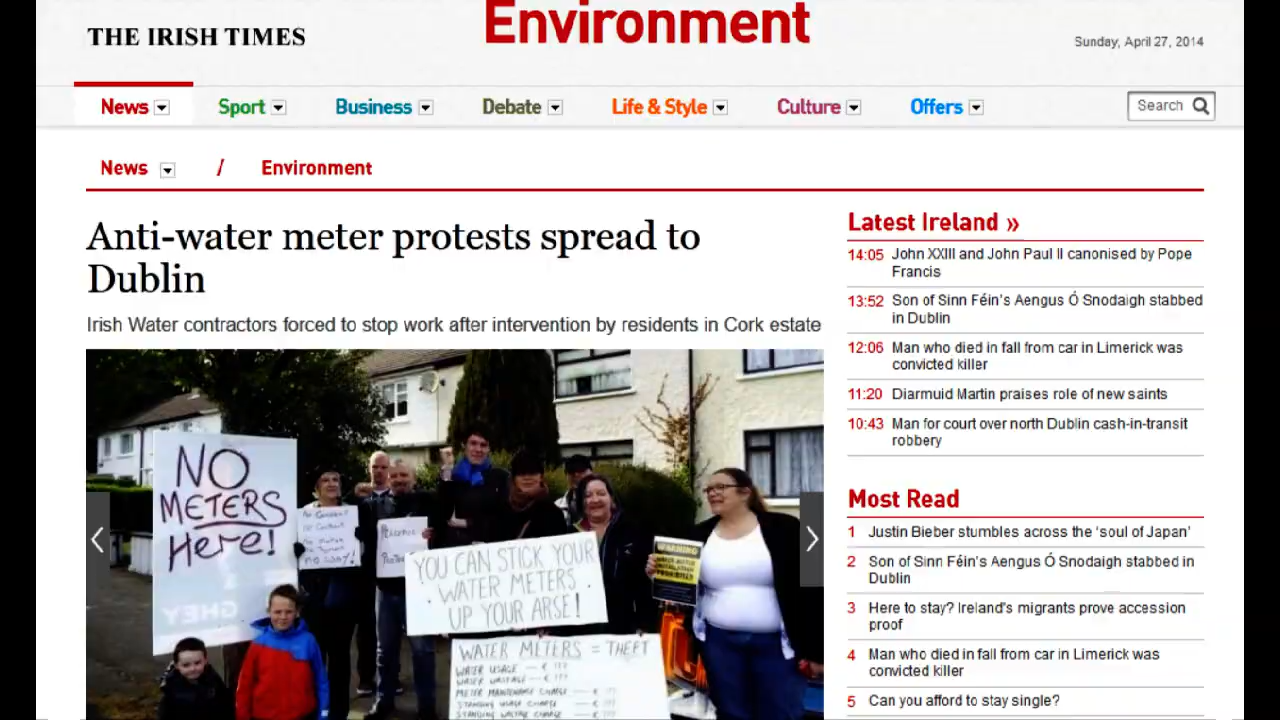 THE IRISH TIMES
Environment
Sunday, April 27, 2014
News
Sport
Business
Debate
Life & Style
Culture
Offers
Search
News / Environment
Anti-water meter protests spread to
Dublin
Irish Water contractors forced to stop work after intervention by residents in Cork estate
NO
METERS
Here!
YOU CAN STICK YOUR
WATER METERS
UP YOUR ARSE!
WARNING
WATER METERS = THEFT
WATER USAGE — € ???
WATER WASTAGE — € ???
METER MAINTENANCE CHARGE — € ???
STANDING USAGE CHARGE — € ???
STANDING WASTAGE CHARGE — € ???
Latest Ireland »
14:05 John XXIII and John Paul II canonised by Pope
Francis
13:52 Son of Sinn Féin's Aengus Ó Snodaigh stabbed
in Dublin
12:06 Man who died in fall from car in Limerick was
convicted killer
11:20 Diarmuid Martin praises role of new saints
10:43 Man for court over north Dublin cash-in-transit
robbery
Most Read
1 Justin Bieber stumbles across the ‘soul of Japan’
2 Son of Sinn Féin's Aengus Ó Snodaigh stabbed in
Dublin
3 Here to stay? Ireland's migrants prove accession
proof
4 Man who died in fall from car in Limerick was
convicted killer
5 Can you afford to stay single?